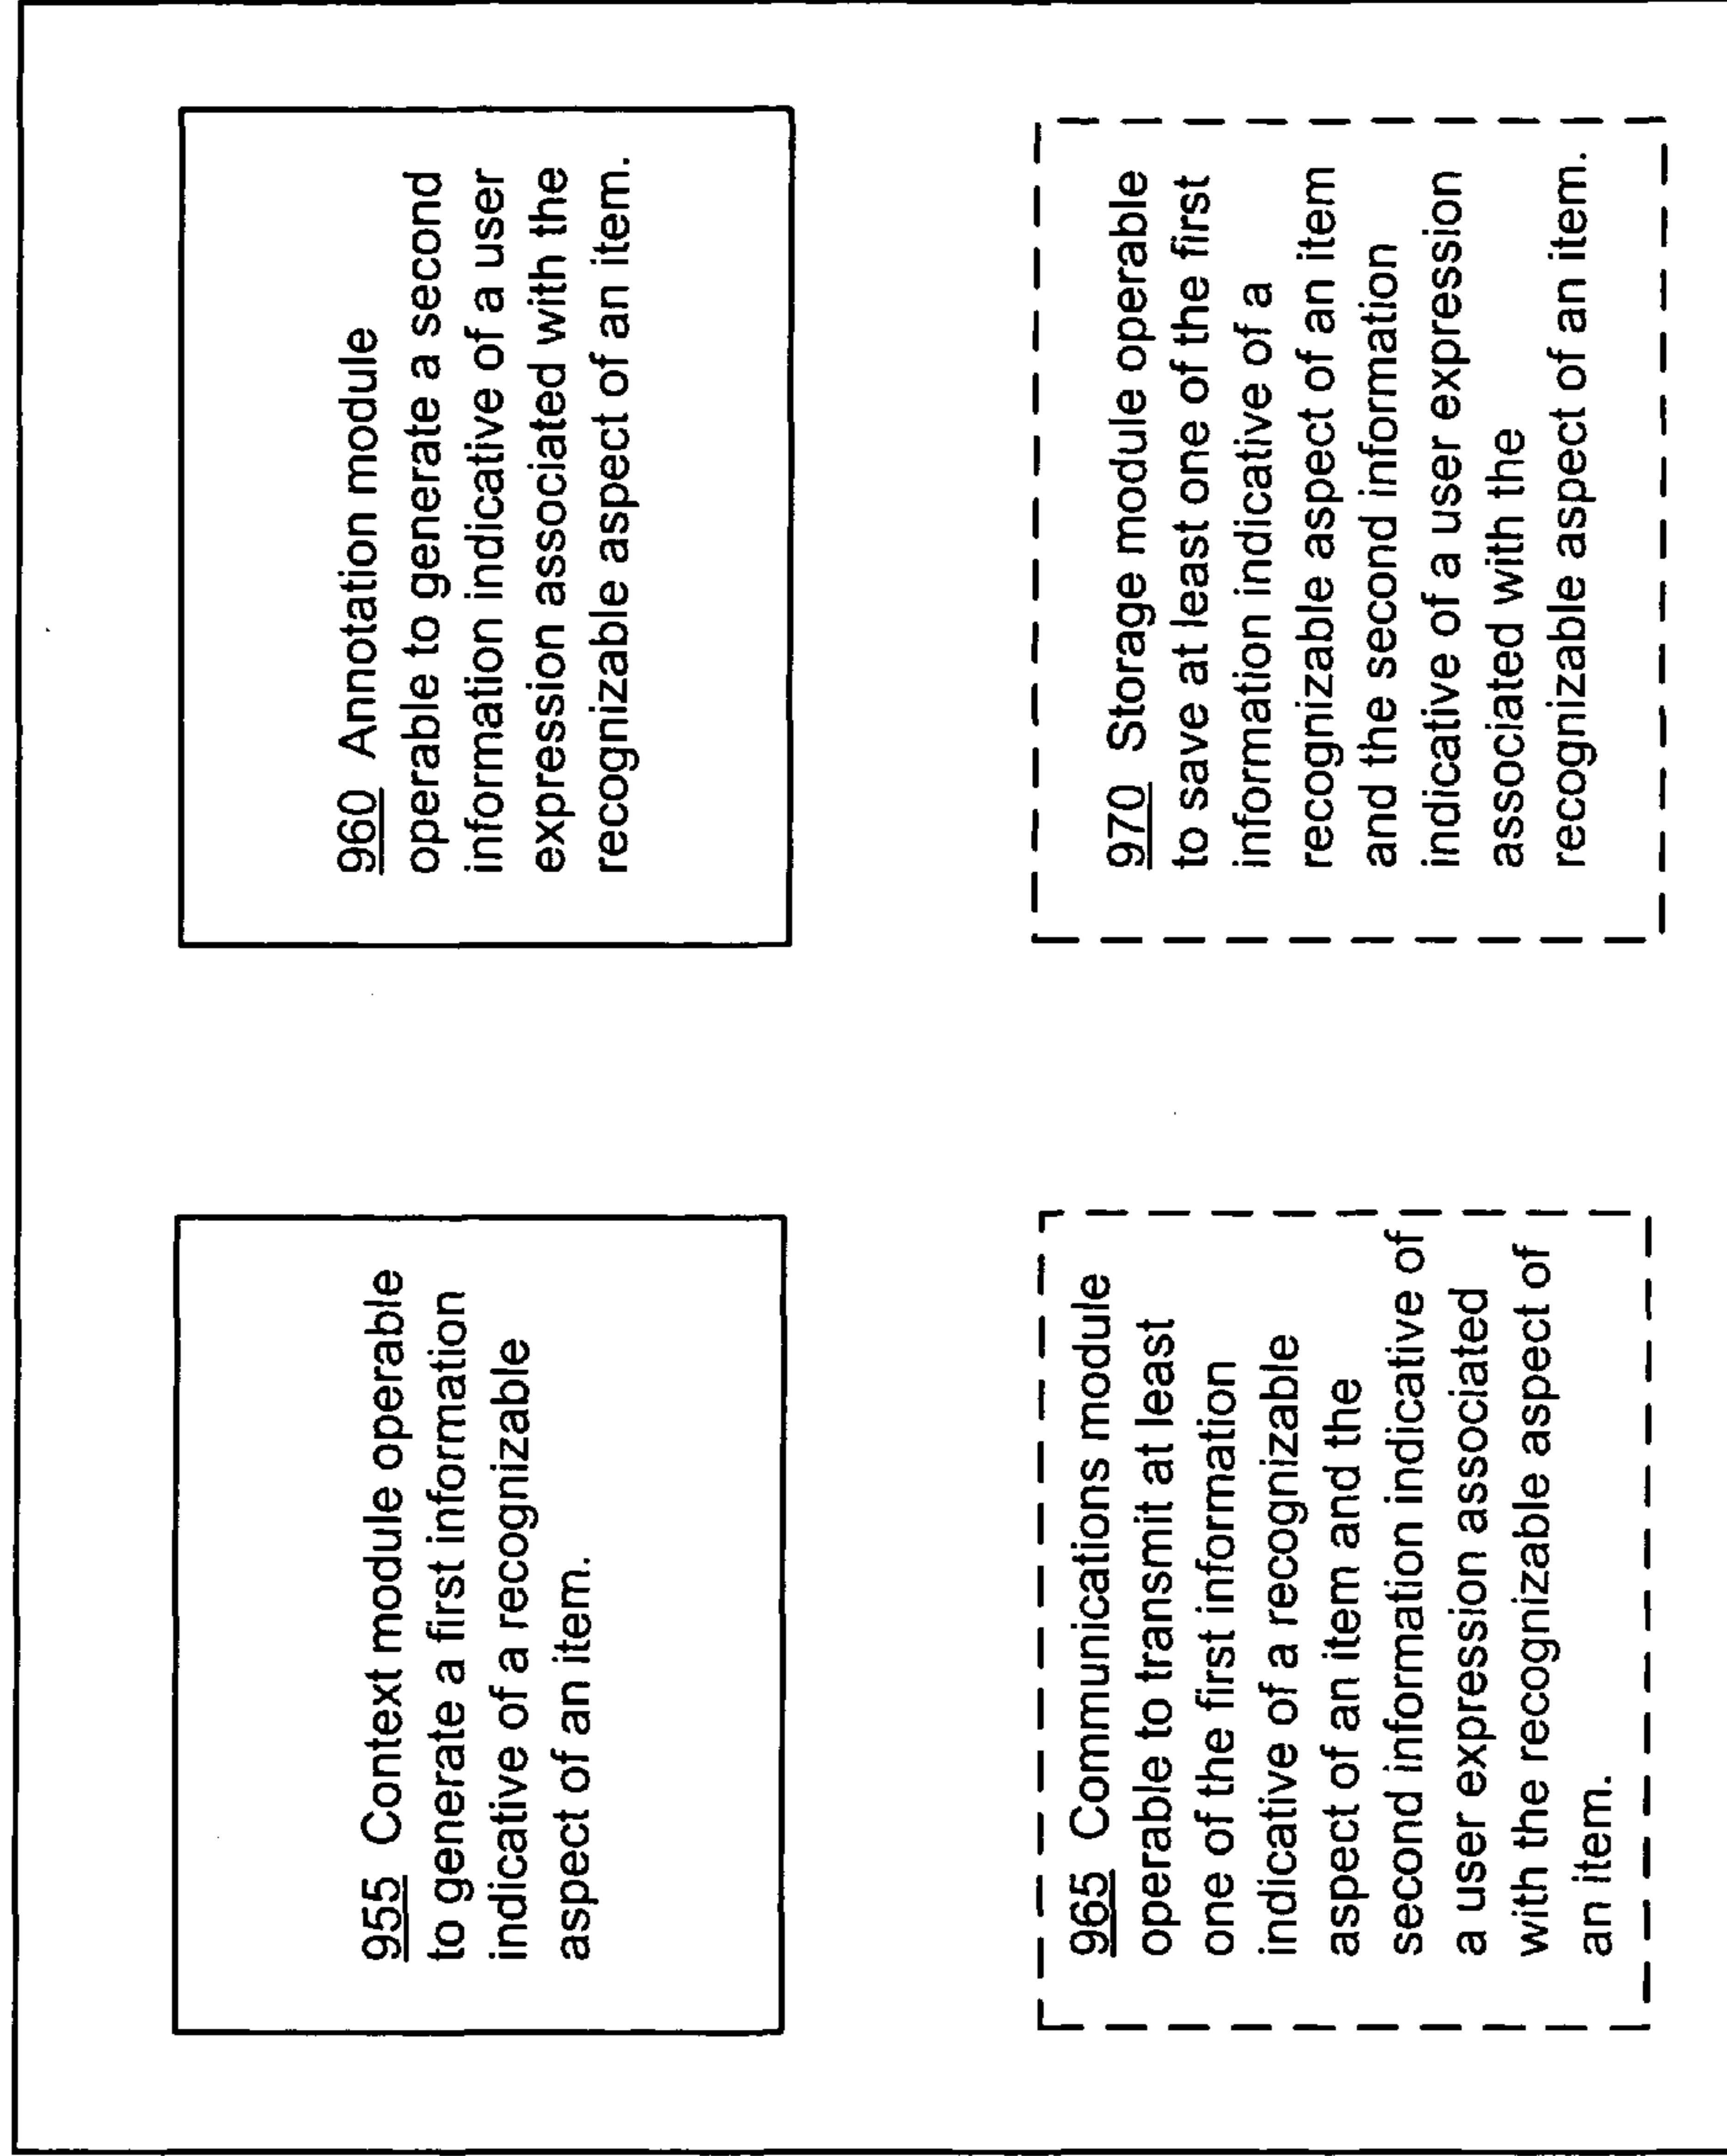 955 Context module operable
to generate a first information
indicative of a recognizable
aspect of an item.
960 Annotation module
operable to generate a second
information indicative of a user
expression associated with the
recognizable aspect of an item.
965 Communications module
operable to transmit at least
one of the first information
indicative of a recognizable
aspect of an item and the
second information indicative of
a user expression associated
with the recognizable aspect of
an item.
970 Storage module operable
to save at least one of the first
information indicative of a
recognizable aspect of an item
and the second information
indicative of a user expression
associated with the
recognizable aspect of an item.